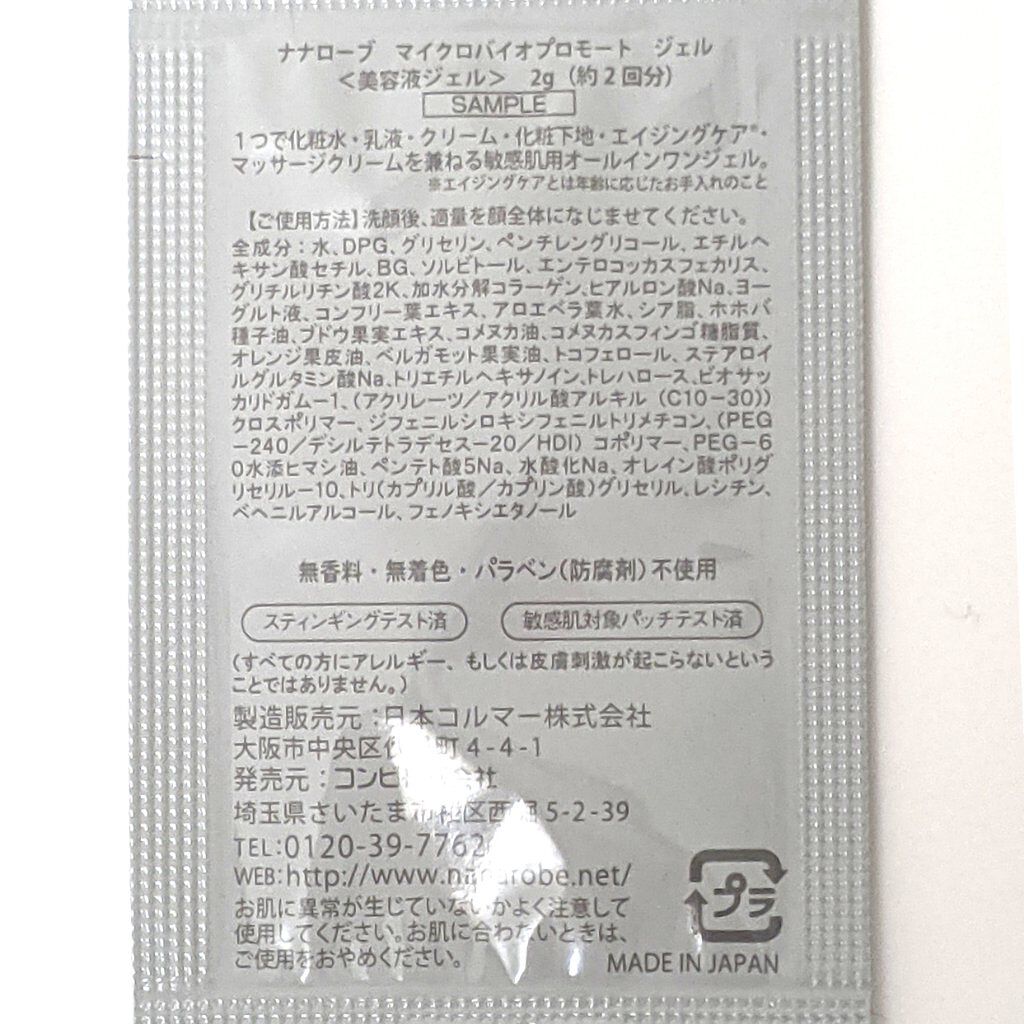 ナナローブ マイクロバイオプロモート ジェル
＜美容液ジェル＞ 2g（約2回分）
SAMPLE
1つで化粧水・乳液・クリーム・化粧下地・エイジングケア※・
マッサージクリームを兼ねる敏感肌用オールインワンジェル。
※エイジングケアとは年齢に応じたお手入れのこと
【ご使用方法】洗顔後、適量を顔全体になじませてください。
全成分：水、DPG、グリセリン、ペンチレングリコール、エチルヘ
キサン酸セチル、BG、ソルビトール、エンテロコッカスフェカリス、
グリチルリチン酸2K、加水分解コラーゲン、ヒアルロン酸Na、ヨー
グルト液、コンフリー葉エキス、アロエベラ葉水、シア脂、ホホバ
種子油、ブドウ果実エキス、コメヌカ油、コメヌカスフィンゴ糖脂質、
オレンジ果皮油、ベルガモット果実油、トコフェロール、ステアロイ
ルグルタミン酸Na、トリエチルヘキサノイン、トレハロース、ビオサッ
カリドガム－1、（アクリレーツ／アクリル酸アルキル（C10－30））
クロスポリマー、ジフェニルシロキシフェニルトリメチコン、（PEG
－240／デシルテトラデセス－20／HDI）コポリマー、PEG－6
0水添ヒマシ油、ペンテト酸5Na、水酸化Na、オレイン酸ポリグ
リセリル－10、トリ（カプリル酸／カプリン酸）グリセリル、レシチン、
ベヘニルアルコール、フェノキシエタノール
無香料・無着色・パラベン（防腐剤）不使用
スティンギングテスト済 敏感肌対象パッチテスト済
（すべての方にアレルギー、もしくは皮膚刺激が起こらないという
ことではありません。）
製造販売元：日本コルマー株式会社
大阪市中央区 町4-4-1
発売元：コンビ 会社
埼玉県さいたま市 区西堀5-2-39
TEL:0120-39-7762
WEB:http://www.nanarobe.net/
お肌に異常が生じていないかよく注意して
使用してください。お肌に合わないときは、
ご使用をおやめください。
プラ
MADE IN JAPAN